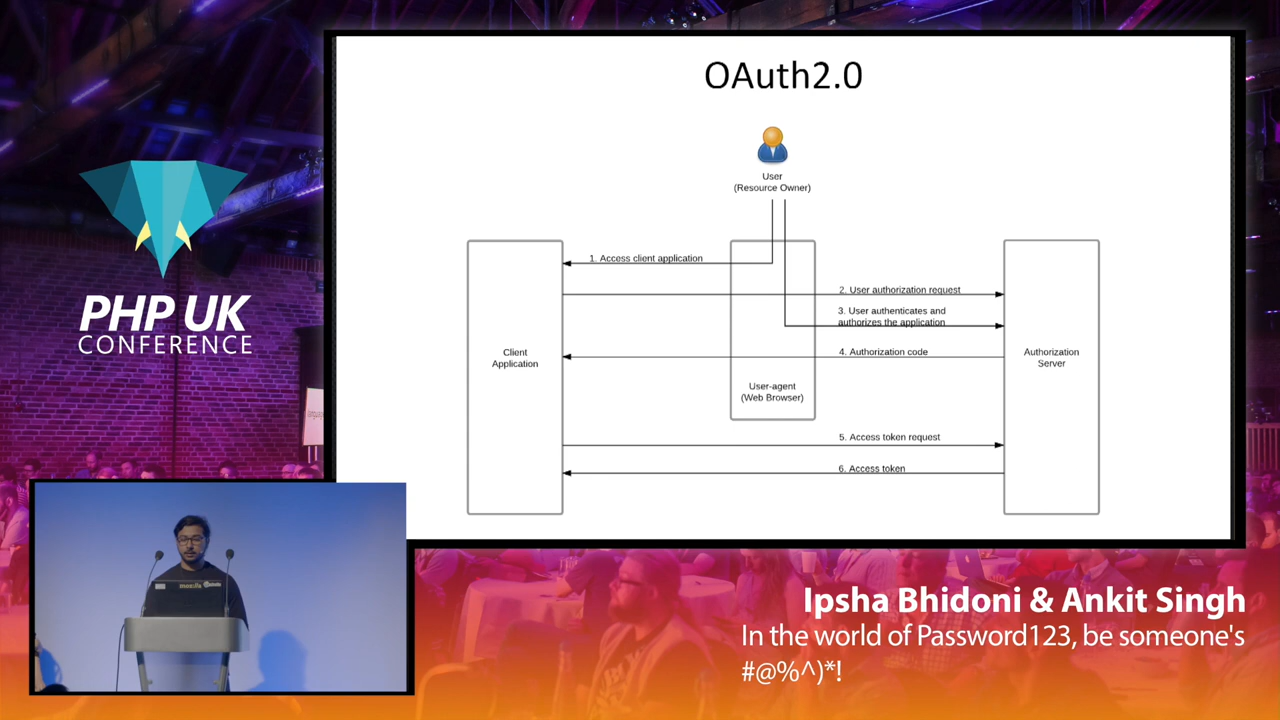 OAuth2.0
User
(Resource Owner)
1. Access client application
2. User authorization request
3. User authenticates and
authorizes the application
4. Authorization code
Client
Application
Authorization
Server
User-agent
(Web Browser)
5. Access token request
6. Access token
PHP UK
CONFERENCE
mozilla
Ipsha Bhidoni & Ankit Singh
In the world of Password123, be someone's
#@%^)*!